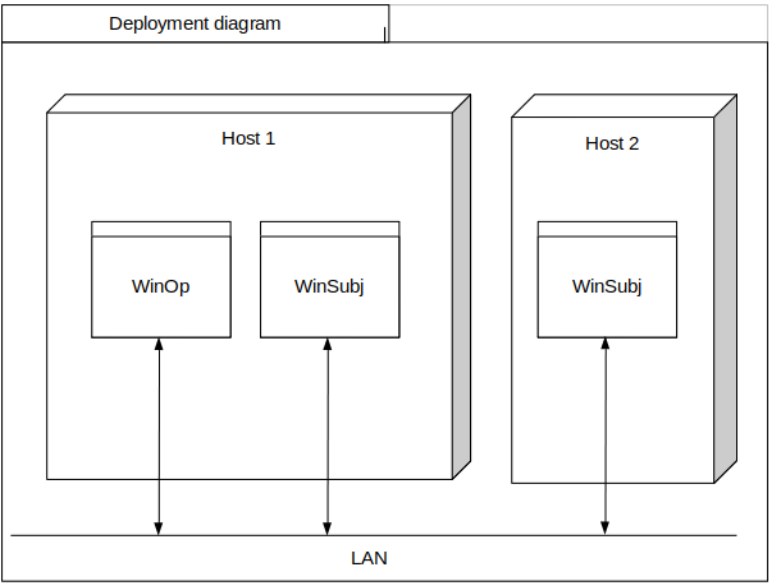 Deployment diagram
Host 1
Host 2
WinOp
WinSubj
WinSubj
LAN